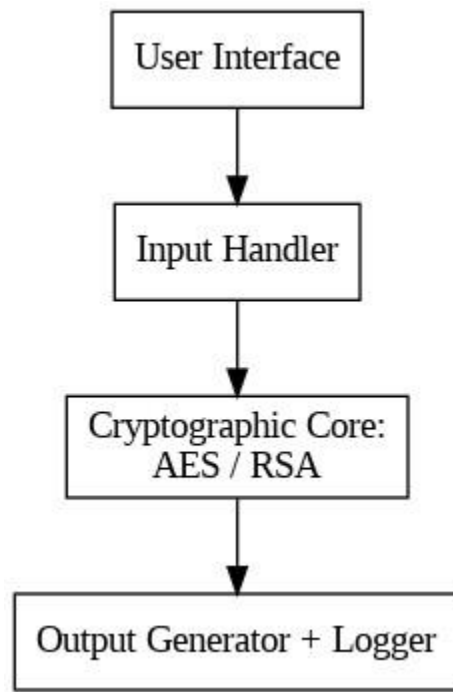 User Interface
Input Handler
Cryptographic Core:
AES / RSA
Output Generator + Logger